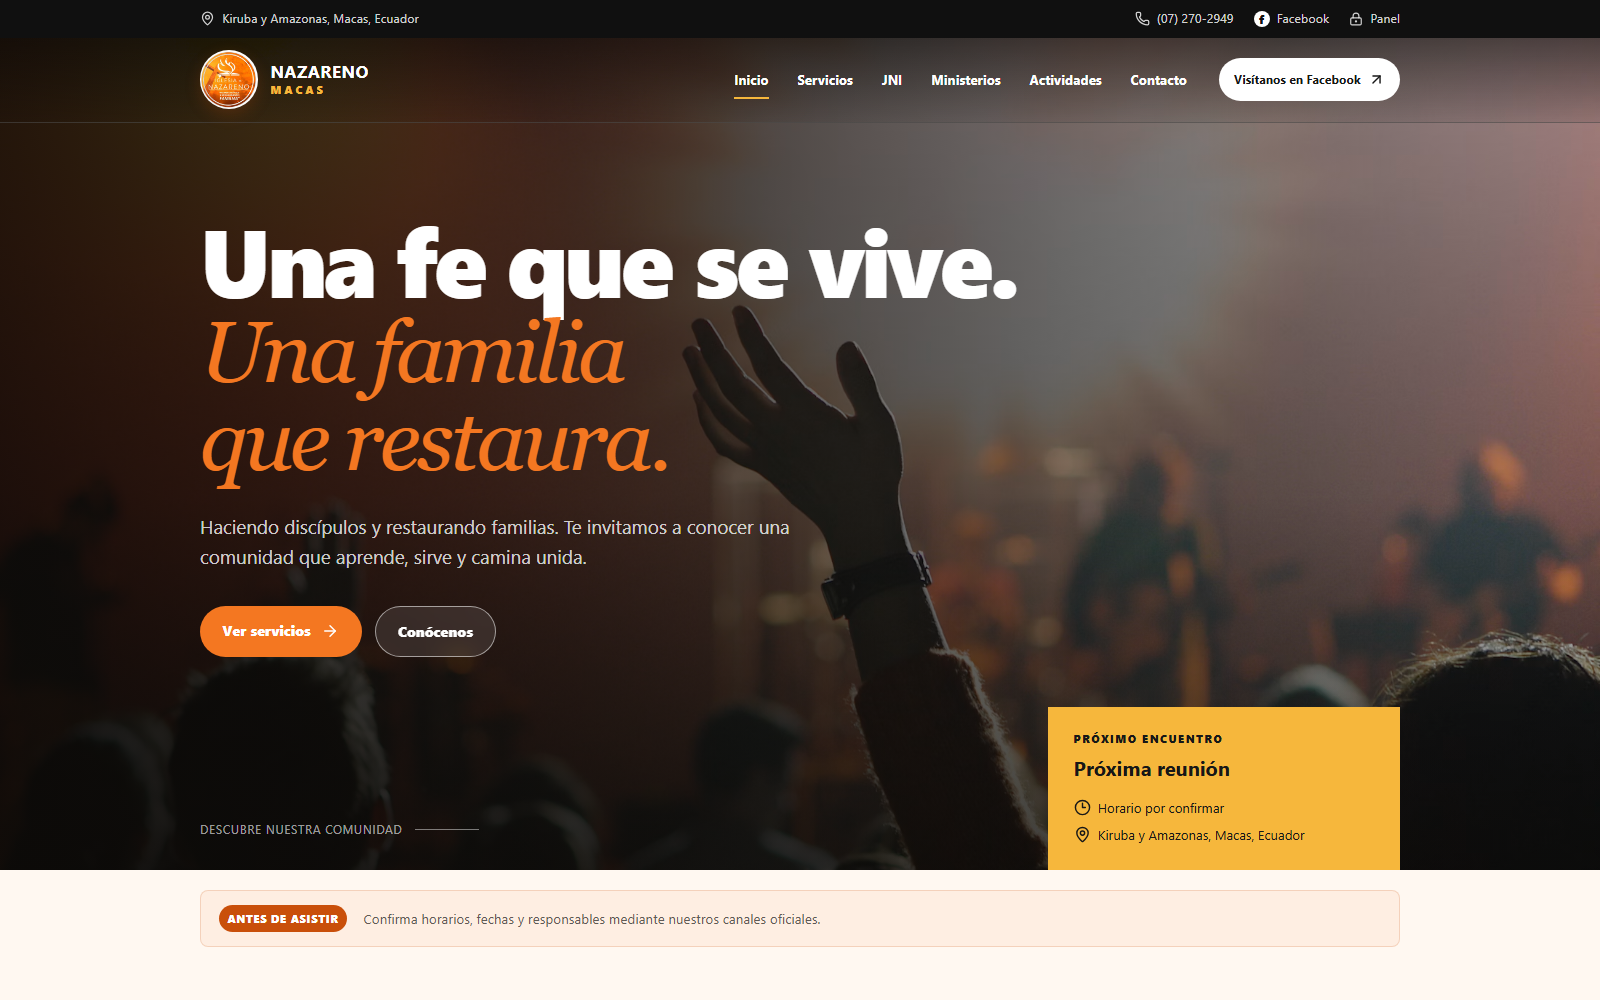 Kiruba y Amazonas, Macas, Ecuador
(07) 270-2949
Facebook
Panel
NAZARENO
MACAS
Inicio
Servicios
JNI
Ministerios
Actividades
Contacto
Visítanos en Facebook
Una fe que se vive.
Una familia
que restaura.
Haciendo discípulos y restaurando familias. Te invitamos a conocer una
comunidad que aprende, sirve y camina unida.
Ver servicios
Conócenos
DESCUBRE NUESTRA COMUNIDAD
PRÓXIMO ENCUENTRO
Próxima reunión
Horario por confirmar
Kiruba y Amazonas, Macas, Ecuador
ANTES DE ASISTIR
Confirma horarios, fechas y responsables mediante nuestros canales oficiales.